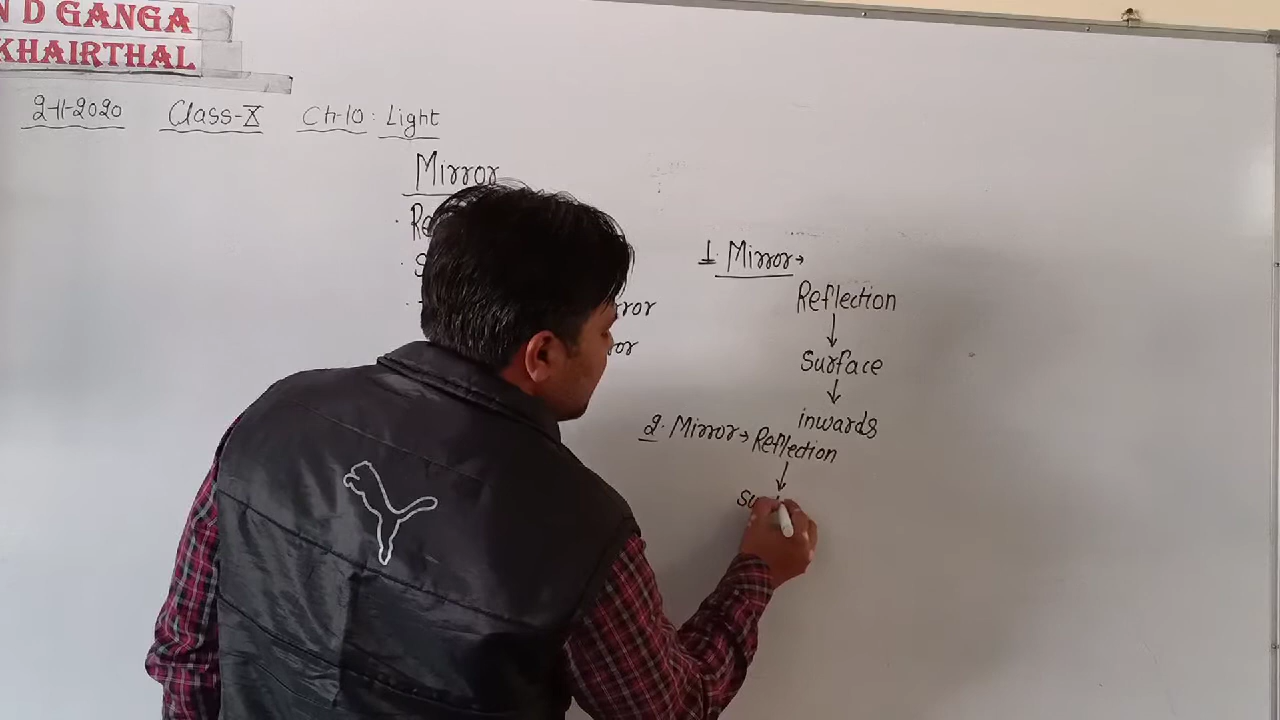 N D GANGA
KHAIRTHAL
2-11-2020 Class-X Ch-10: Light
Mirror
1. Mirror→
Reflection
↓
Surface
↓
inwards
2. Mirror→ Reflection
↓